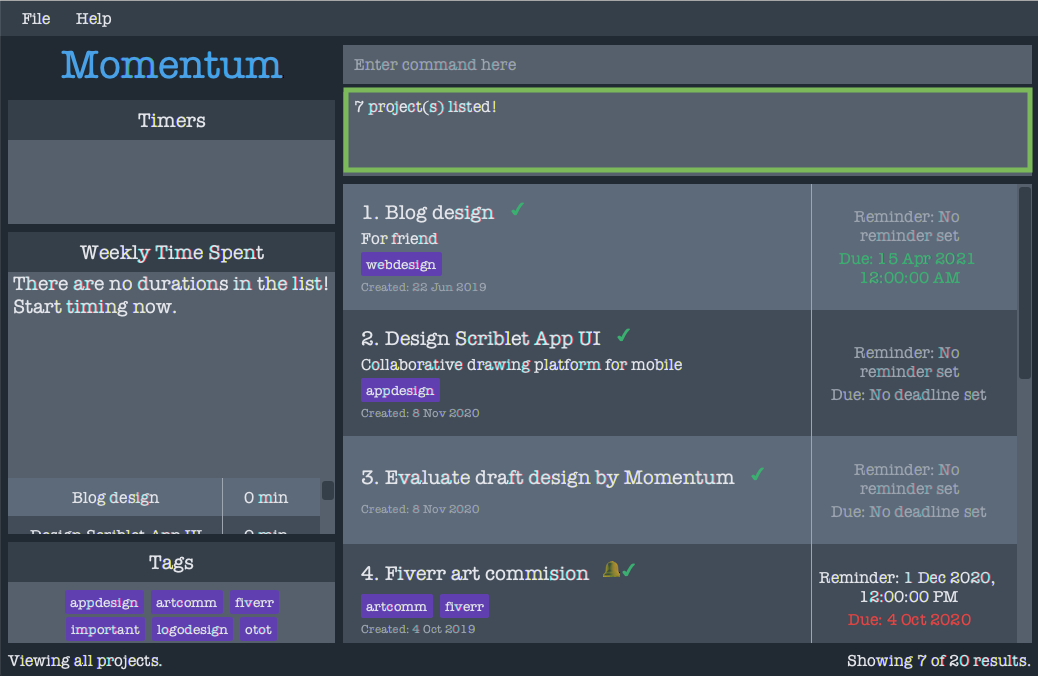 File Help
Momentum
Enter command here
7 project(s) listed!
Timers
Weekly Time Spent
There are no durations in the list!
Start timing now.
Blog design 0 min
Design Scriblet App UI 0 min
Tags
appdesign artcomm fiverr
important logodesign otot
1. Blog design ✓
For friend
webdesign
Created: 22 Jun 2019
Reminder: No
reminder set
Due: 15 Apr 2021
12:00:00 AM
2. Design Scriblet App UI ✓
Collaborative drawing platform for mobile
appdesign
Created: 8 Nov 2020
Reminder: No
reminder set
Due: No deadline set
3. Evaluate draft design by Momentum ✓
Created: 8 Nov 2020
Reminder: No
reminder set
Due: No deadline set
4. Fiverr art commision ✓
artcomm fiverr
Created: 4 Oct 2019
Reminder: 1 Dec 2020,
12:00:00 PM
Due: 4 Oct 2020
Viewing all projects.
Showing 7 of 20 results.